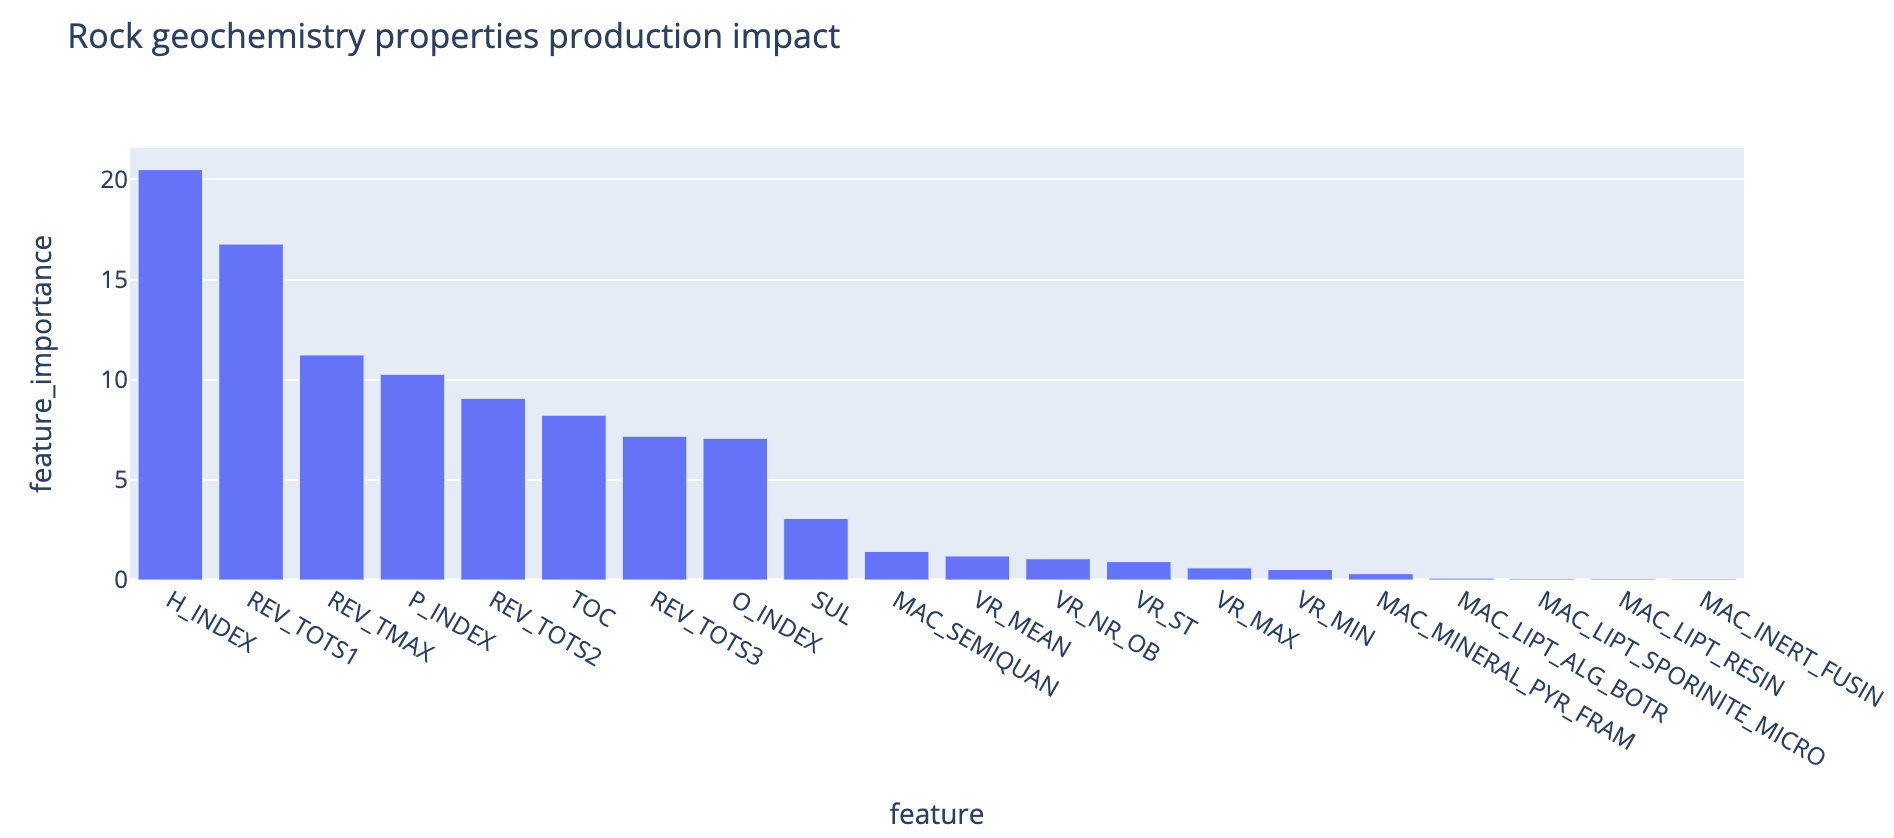 Rock geochemistry properties production impact
feature_importance
20
15
10
5
0
H_INDEX
REV_TOTS1
REV_TMAX
P_INDEX
REV_TOTS2
TOC
REV_TOTS3
O_INDEX
SUL
MAC_SEMIQUAN
VR_MEAN
VR_NR_OB
VR_ST
VR_MAX
VR_MIN
MAC_MINERAL_PYR_FRAM
MAC_LIPT_ALG_BOTR
MAC_LIPT_SPORINITE_MICRO
MAC_LIPT_RESIN
MAC_INERT_FUSIN
feature